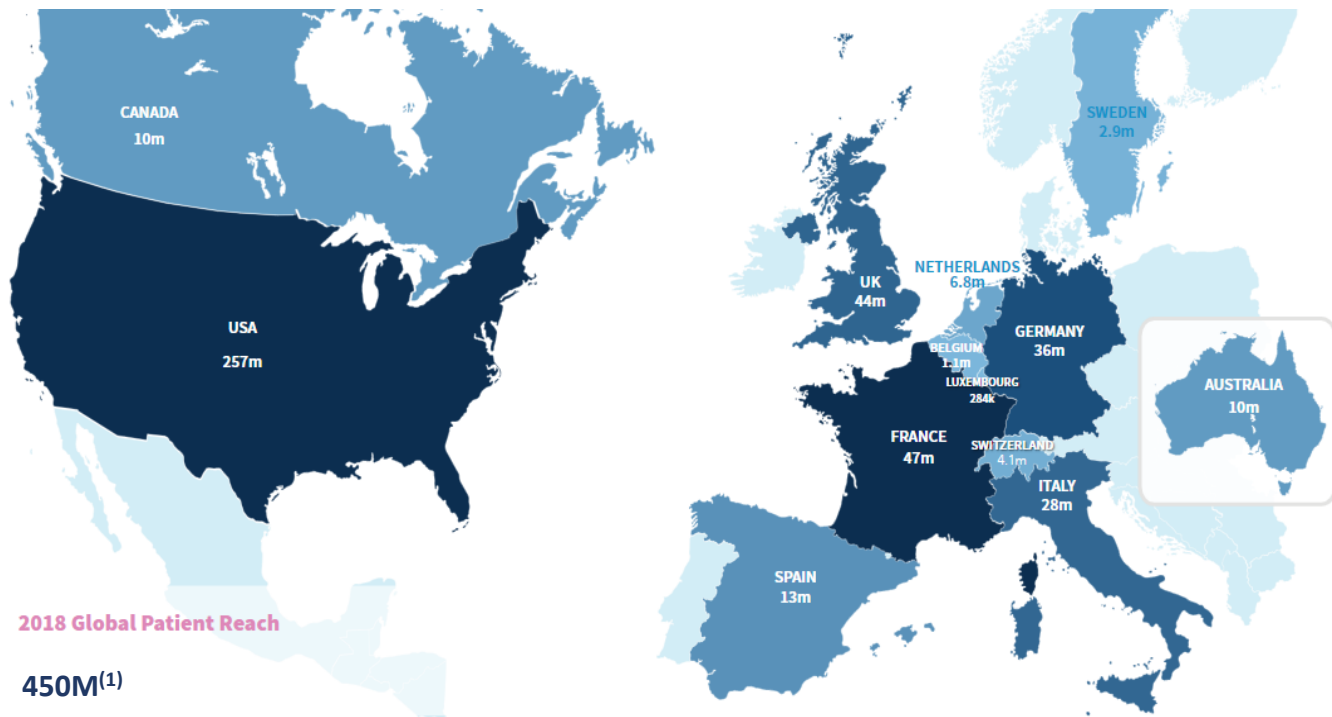 CANADA
10m
USA
257m
2018 Global Patient Reach
450M(1)
SWEDEN
2.9m
NETHERLANDS
6.8m
UK
44m
GERMANY
36m
BELGIUM
1.1m
LUXEMBOURG
284k
FRANCE
47m
SWITZERLAND
4.1m
ITALY
28m
SPAIN
13m
AUSTRALIA
10m